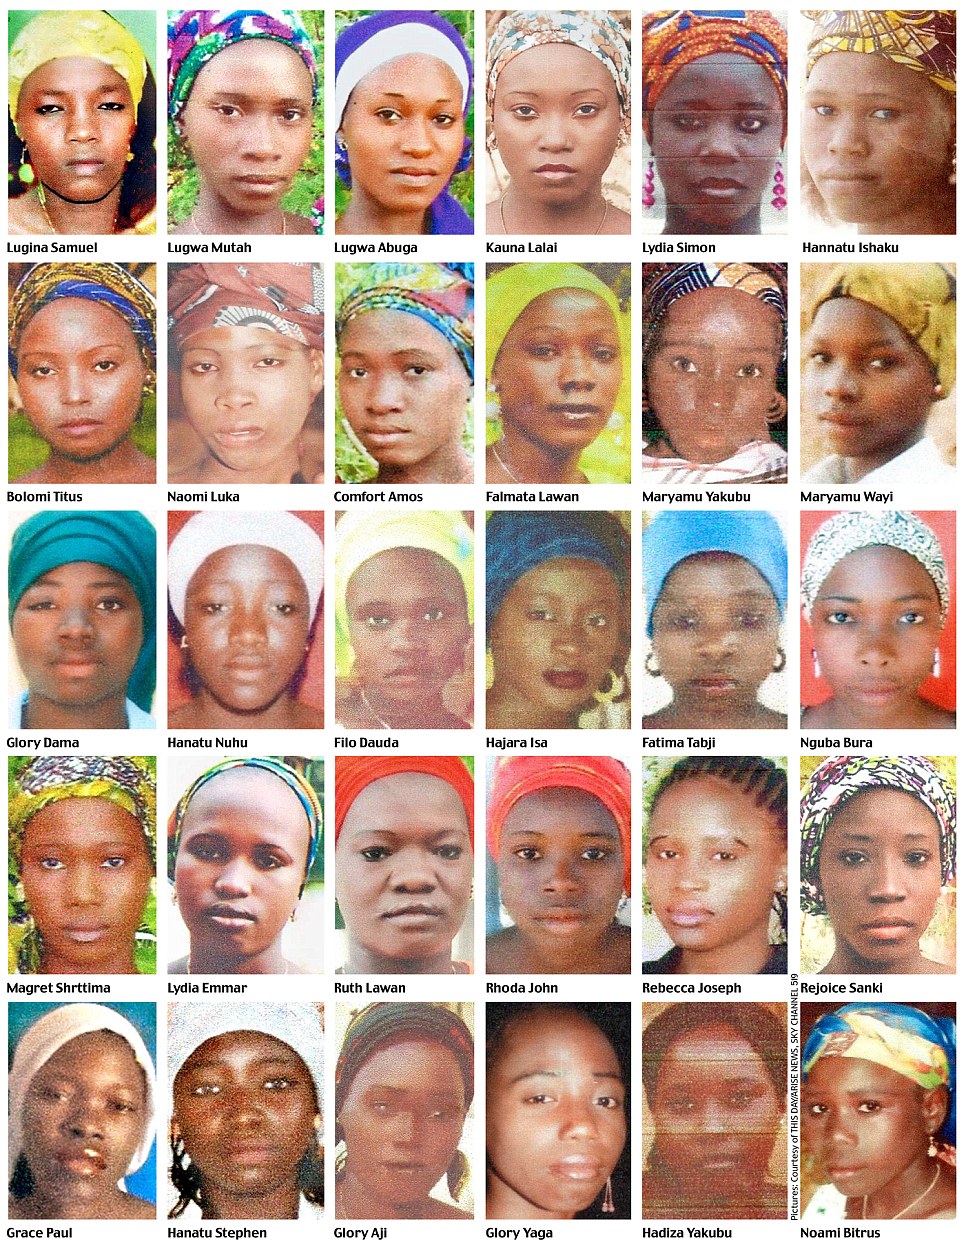 Lugina Samuel
Lugwa Mutah
Lugwa Abuga
Kauna Lalai
Lydia Simon
Hannatu Ishaku
Bolomi Titus
Naomi Luka
Comfort Amos
Falmata Lawan
Maryamu Yakubu
Maryamu Wayi
Glory Dama
Hanatu Nuhu
Filo Dauda
Hajara Isa
Fatima Tabji
Nguba Bura
Magret Shrttima
Lydia Emmar
Ruth Lawan
Rhoda John
Rebecca Joseph
Rejoice Sanki
Pictures: Courtesy of THIS DAY/ARISE NEWS, SKY CHANNEL 519
Grace Paul
Hanatu Stephen
Glory Aji
Glory Yaga
Hadiza Yakubu
Noami Bitrus